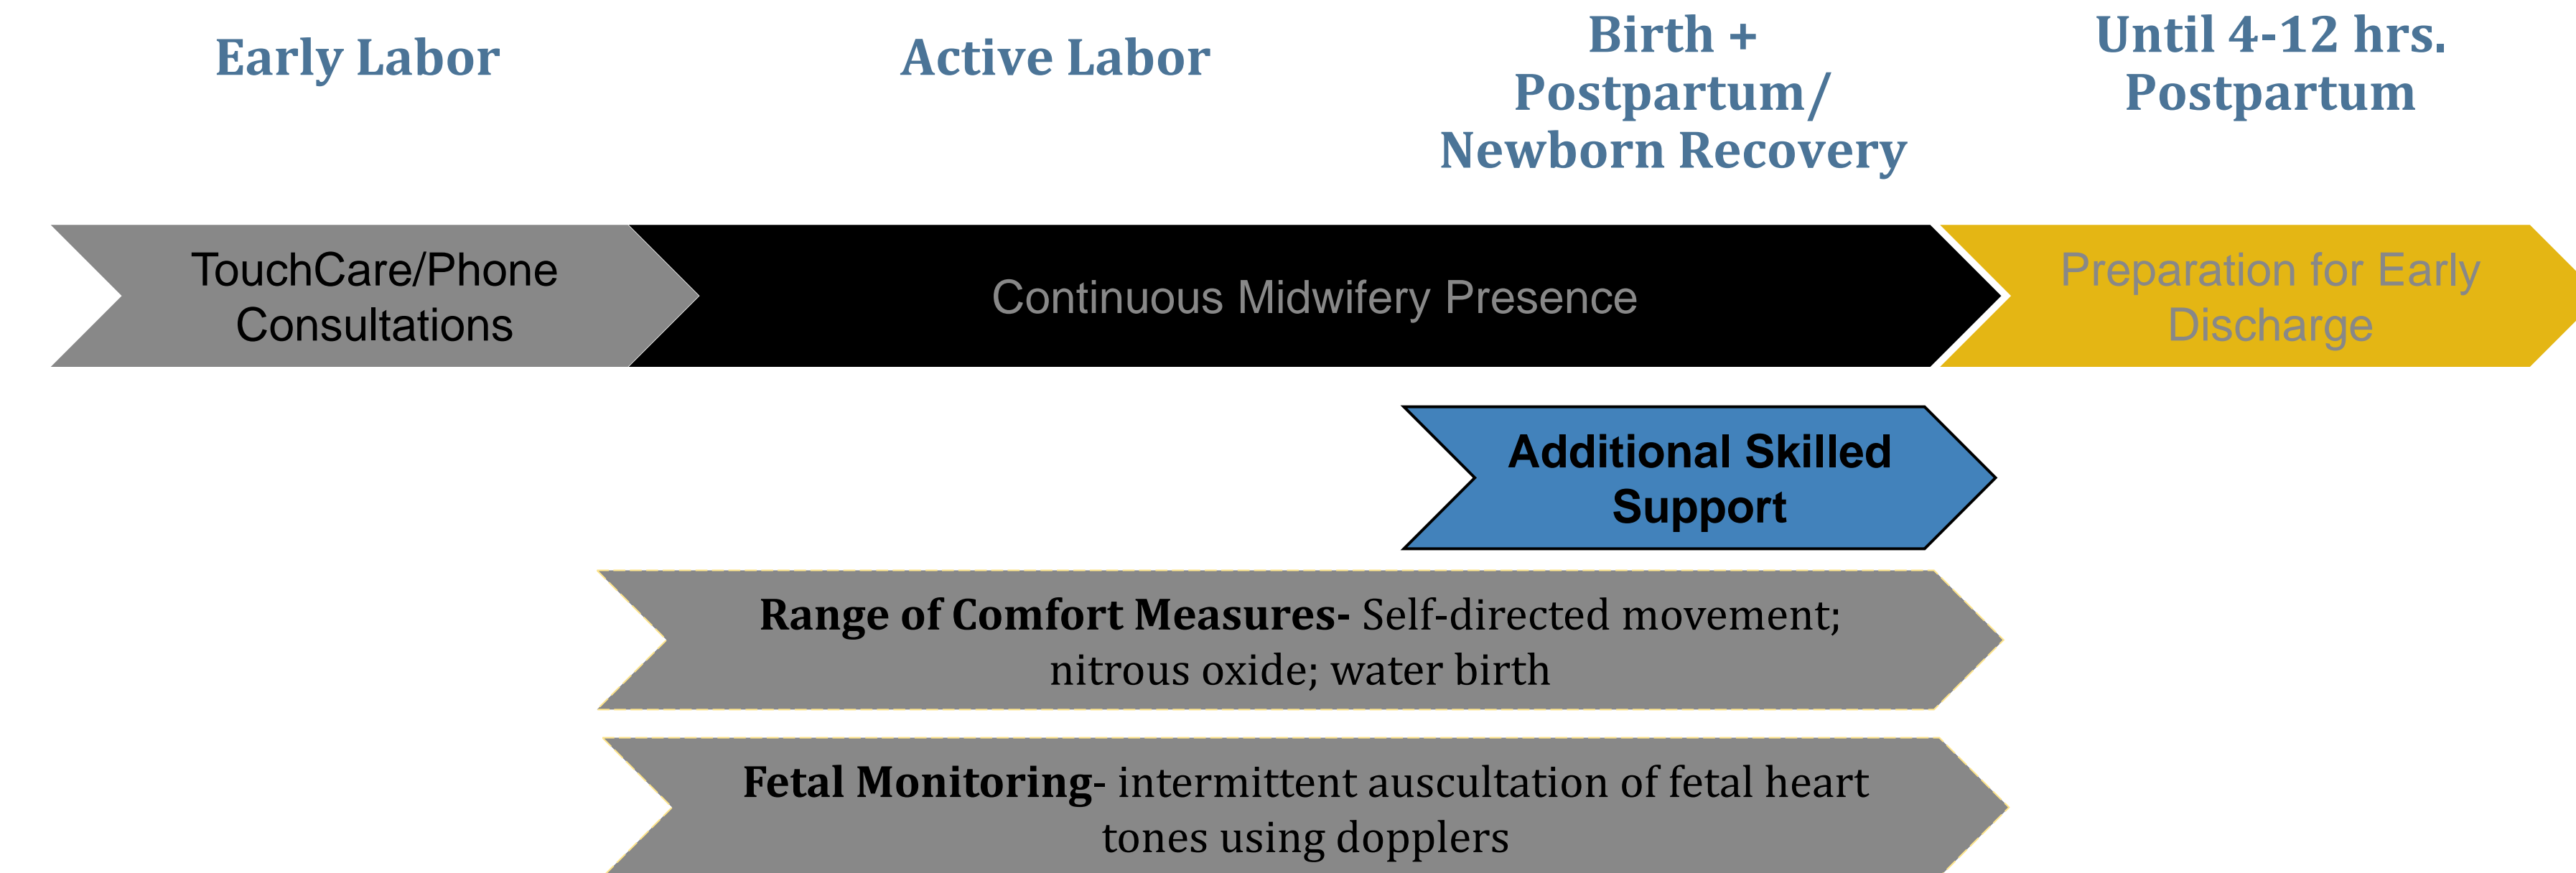 Early Labor
Active Labor
Birth +
Postpartum/
Newborn Recovery
Until 4-12 hrs.
Postpartum
TouchCare/Phone
Consultations
Continuous Midwifery Presence
Preparation for Early
Discharge
Additional Skilled
Support
Range of Comfort Measures- Self-directed movement;
nitrous oxide; water birth
Fetal Monitoring- intermittent auscultation of fetal heart
tones using dopplers